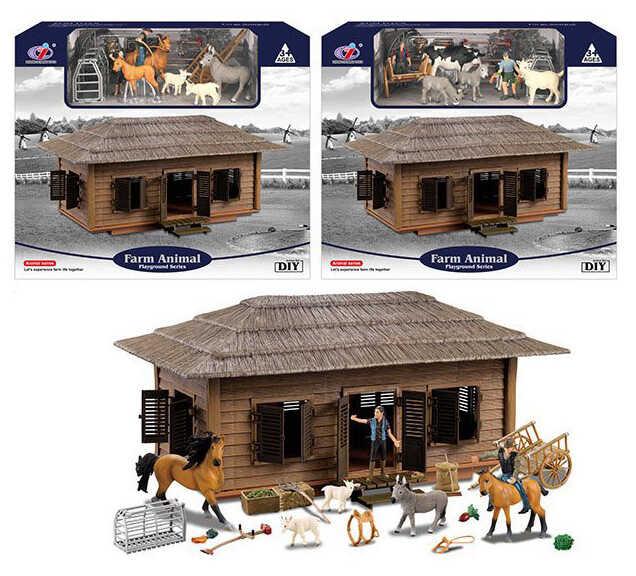 3+
AGES
Farm Animal
Playground Series
Animal series
Let's experience farm life together
DIY
3+
AGES
Farm Animal
Playground Series
Animal series
Let's experience farm life together
DIY